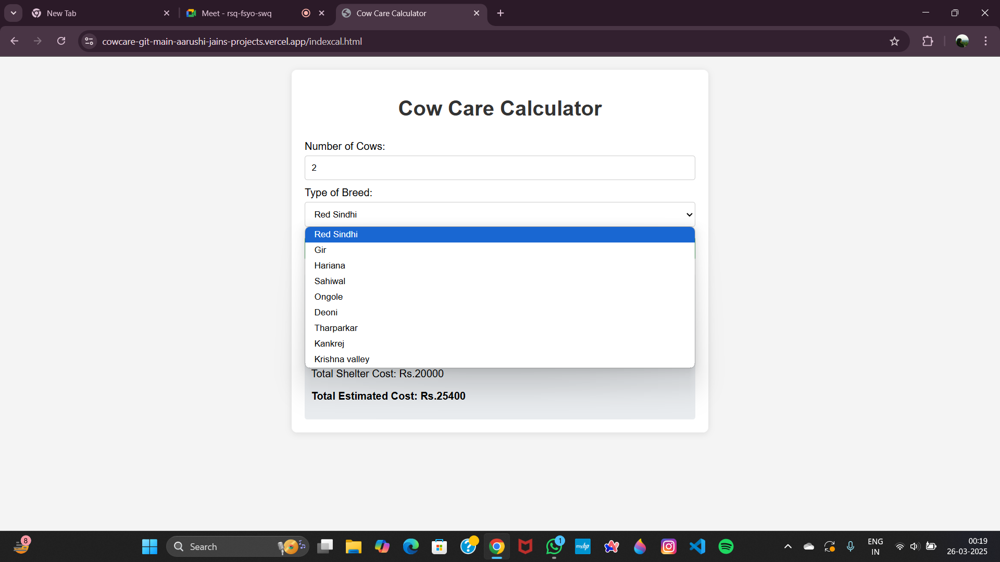 New Tab
Meet - rsq-fsyo-swq
Cow Care Calculator
cowcare-git-main-aarushi-jains-projects.vercel.app/indexcal.html
Cow Care Calculator
Number of Cows:
2
Type of Breed:
Red Sindhi
Red Sindhi
Gir
Hariana
Sahiwal
Ongole
Deoni
Tharparkar
Kankrej
Krishna valley
Total Shelter Cost: Rs.20000
Total Estimated Cost: Rs.25400
8
Search
1
myhp
ENG
IN
00:19
26-03-2025